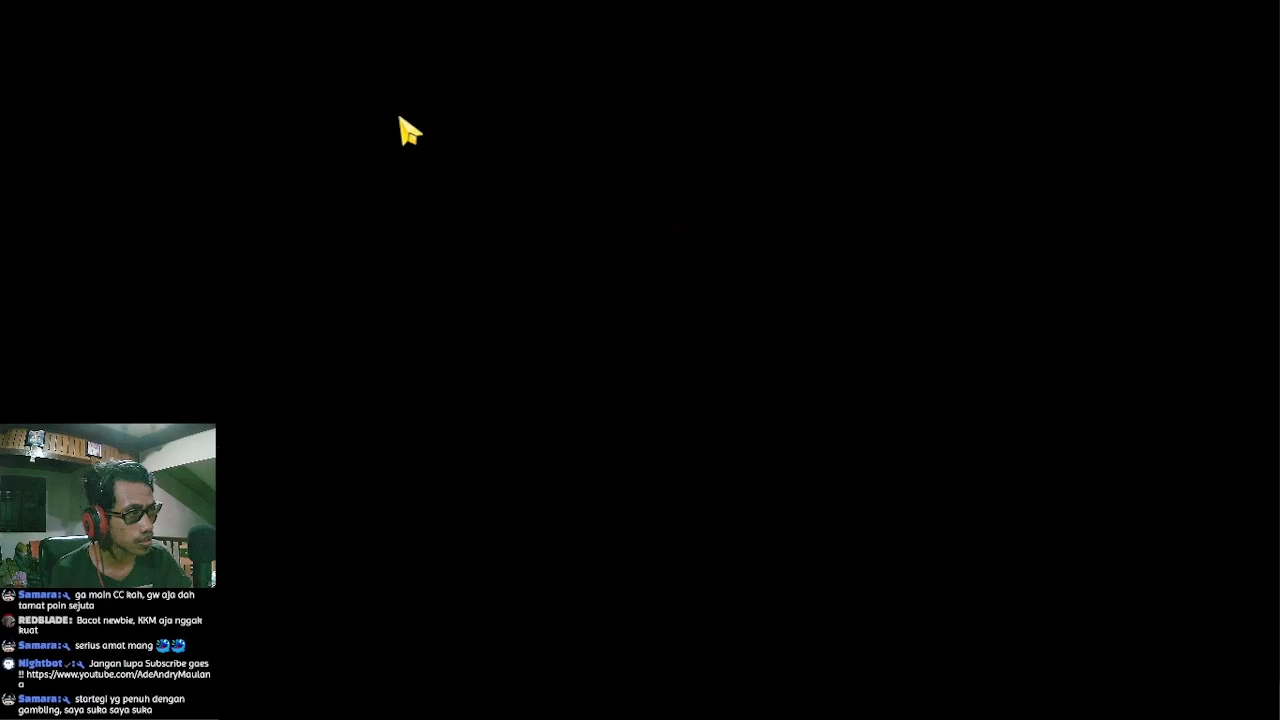 Samara: ga main CC kah, gw aja dah
tamat poin sejuta
REDBLADE: Bacot newbie, KKM aja nggak
kuat
Samara: serius amat mang
Nightbot: Jangan lupa Subscribe gaes
!! https://www.youtube.com/AdeAndryMaulan
a
Samara: startegi yg penuh dengan
gambling, saya suka saya suka